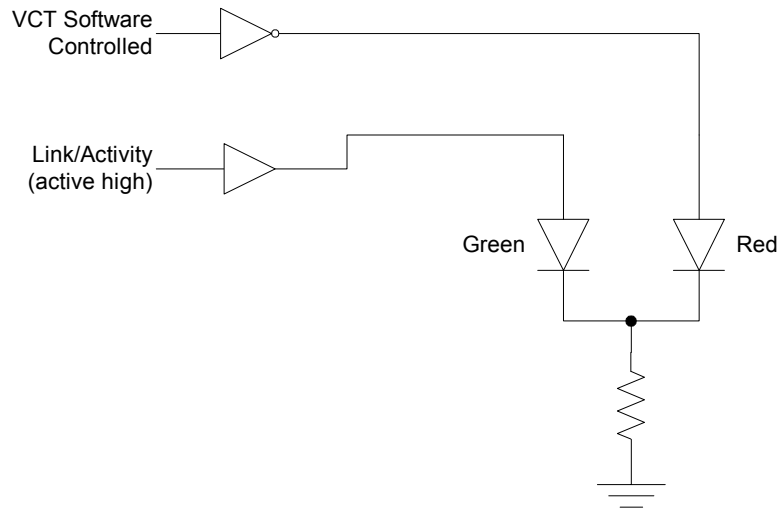 VCT Software
Controlled
Link/Activity
(active high)
Green
Red